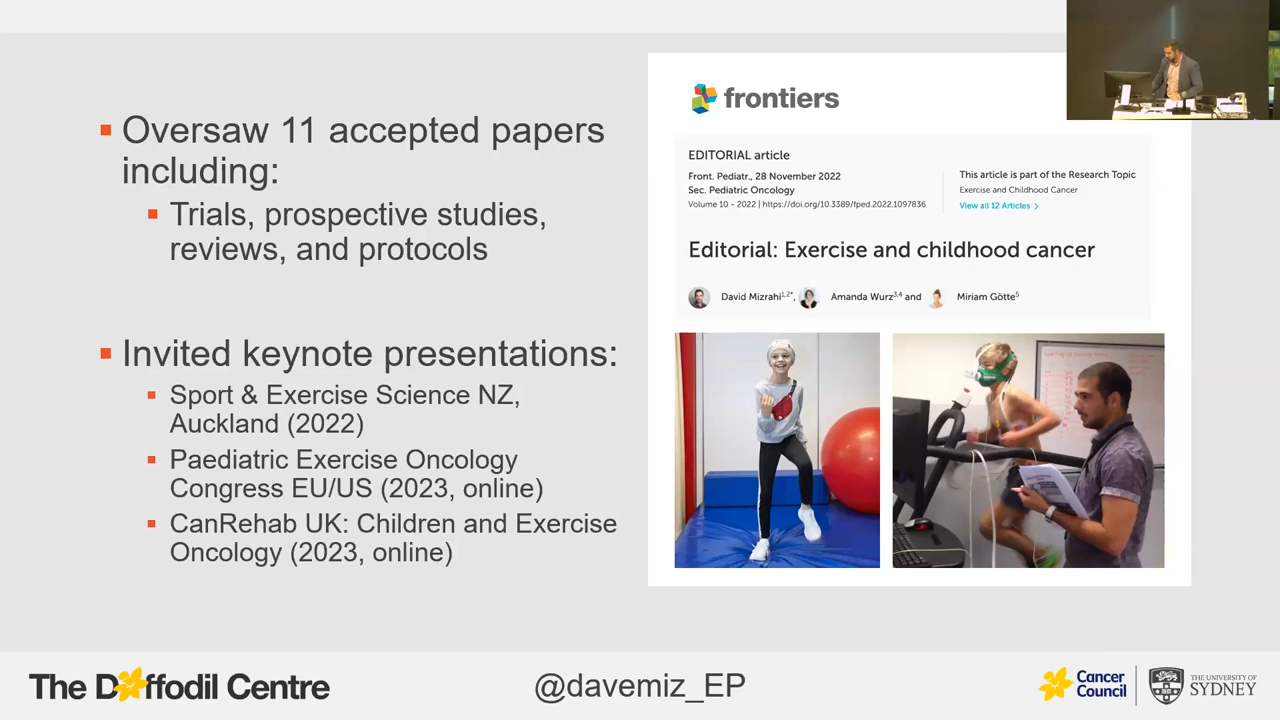 Oversaw 11 accepted papers
including:
Trials, prospective studies,
reviews, and protocols
Invited keynote presentations:
Sport & Exercise Science NZ,
Auckland (2022)
Paediatric Exercise Oncology
Congress EU/US (2023, online)
CanRehab UK: Children and Exercise
Oncology (2023, online)
frontiers
EDITORIAL article
Front. Pediatr., 28 November 2022
Sec. Pediatric Oncology
Volume 10 - 2022 | https://doi.org/10.3389/fped.2022.1097836
This article is part of the Research Topic
Exercise and Childhood Cancer
View all 12 Articles >
Editorial: Exercise and childhood cancer
David Mizrahi1,2*, Amanda Wurz3,4 and Miriam Götte5
The Daffodil Centre
@davemiz_EP
Cancer
Council
THE UNIVERSITY OF
SYDNEY